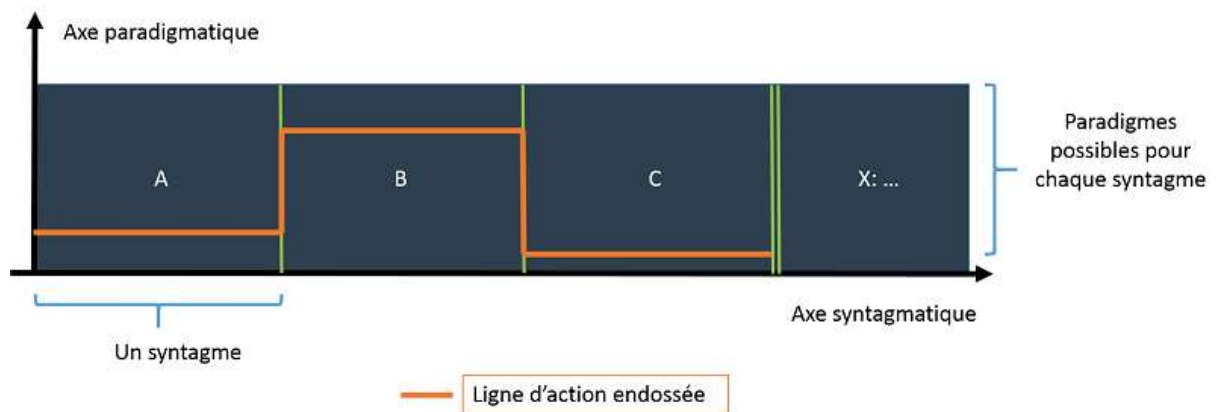 Axe paradigmatique
A
B
C
X: ...
Paradigmes
possibles pour
chaque syntagme
Axe syntagmatique
Un syntagme
Ligne d’action endossée